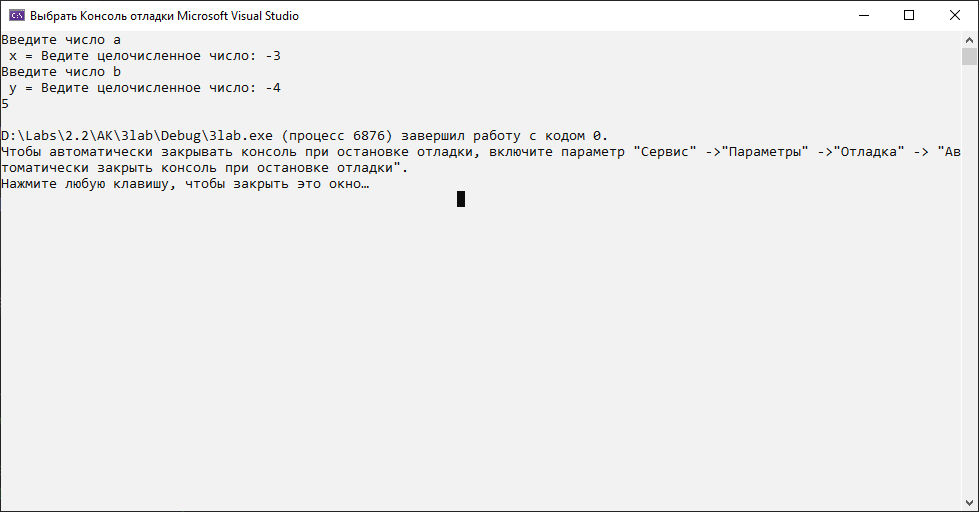 Выбрать Консоль отладки Microsoft Visual Studio
Введите число a
x = Ведите целочисленное число: -3
Введите число b
y = Ведите целочисленное число: -4
5
D:\Labs\2.2\AK\3lab\Debug\3lab.exe (процесс 6876) завершил работу с кодом 0.
Чтобы автоматически закрывать консоль при остановке отладки, включите параметр "Сервис" ->"Параметры" ->"Отладка" -> "Ав
томатически закрыть консоль при остановке отладки".
Нажмите любую клавишу, чтобы закрыть это окно…